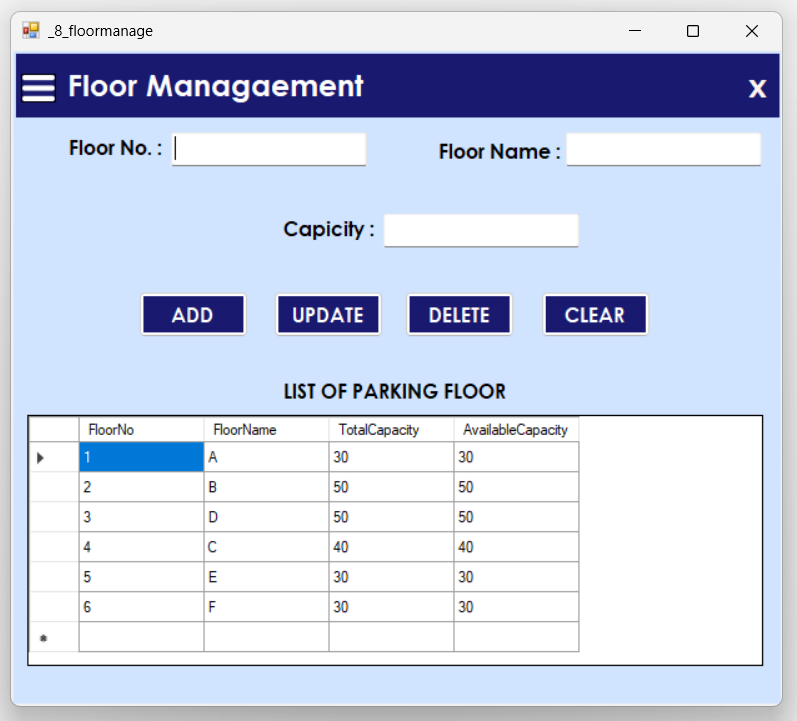 _8_floormanage
Floor Managaement X
Floor No. : Floor Name :
Capicity :
ADD UPDATE DELETE CLEAR
LIST OF PARKING FLOOR
FloorNo FloorName TotalCapacity AvailableCapacity
1 A 30 30
2 B 50 50
3 D 50 50
4 C 40 40
5 E 30 30
6 F 30 30
*